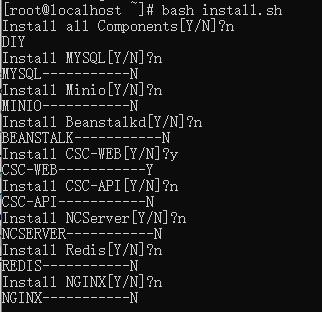 [root@localhost ~]# bash install.sh
Install all Components[Y/N]?n
DIY
Install MYSQL[Y/N]?n
MYSQL-----------N
Install Minio[Y/N]?n
MINIO-----------N
Install Beanstalkd[Y/N]?n
BEANSTALK-----------N
Install CSC-WEB[Y/N]?y
CSC-WEB-----------Y
Install CSC-API[Y/N]?n
CSC-API-----------N
Install NCServer[Y/N]?n
NCSERVER-----------N
Install Redis[Y/N]?n
REDIS-----------N
Install NGINX[Y/N]?n
NGINX-----------N